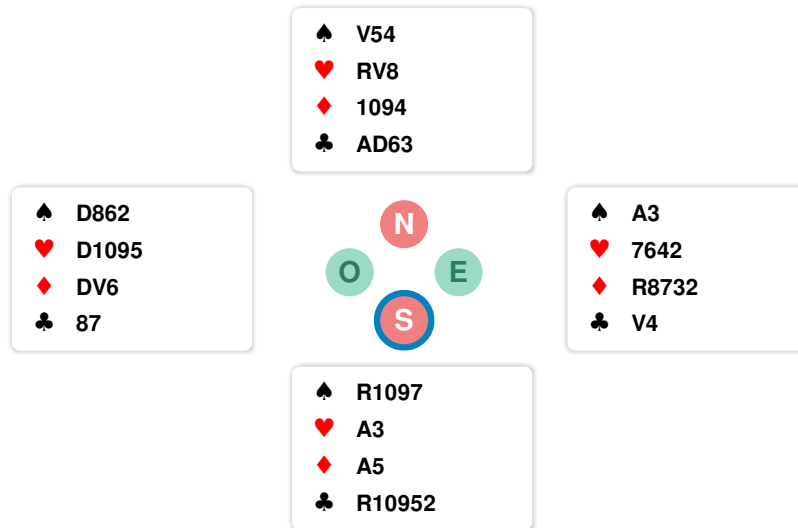 ♠ V54
♥ RV8
♦ 1094
♣ AD63
♠ D862
♥ D1095
♦ DV6
♣ 87
N
O E
S
♠ A3
♥ 7642
♦ R8732
♣ V4
♠ R1097
♥ A3
♦ A5
♣ R10952